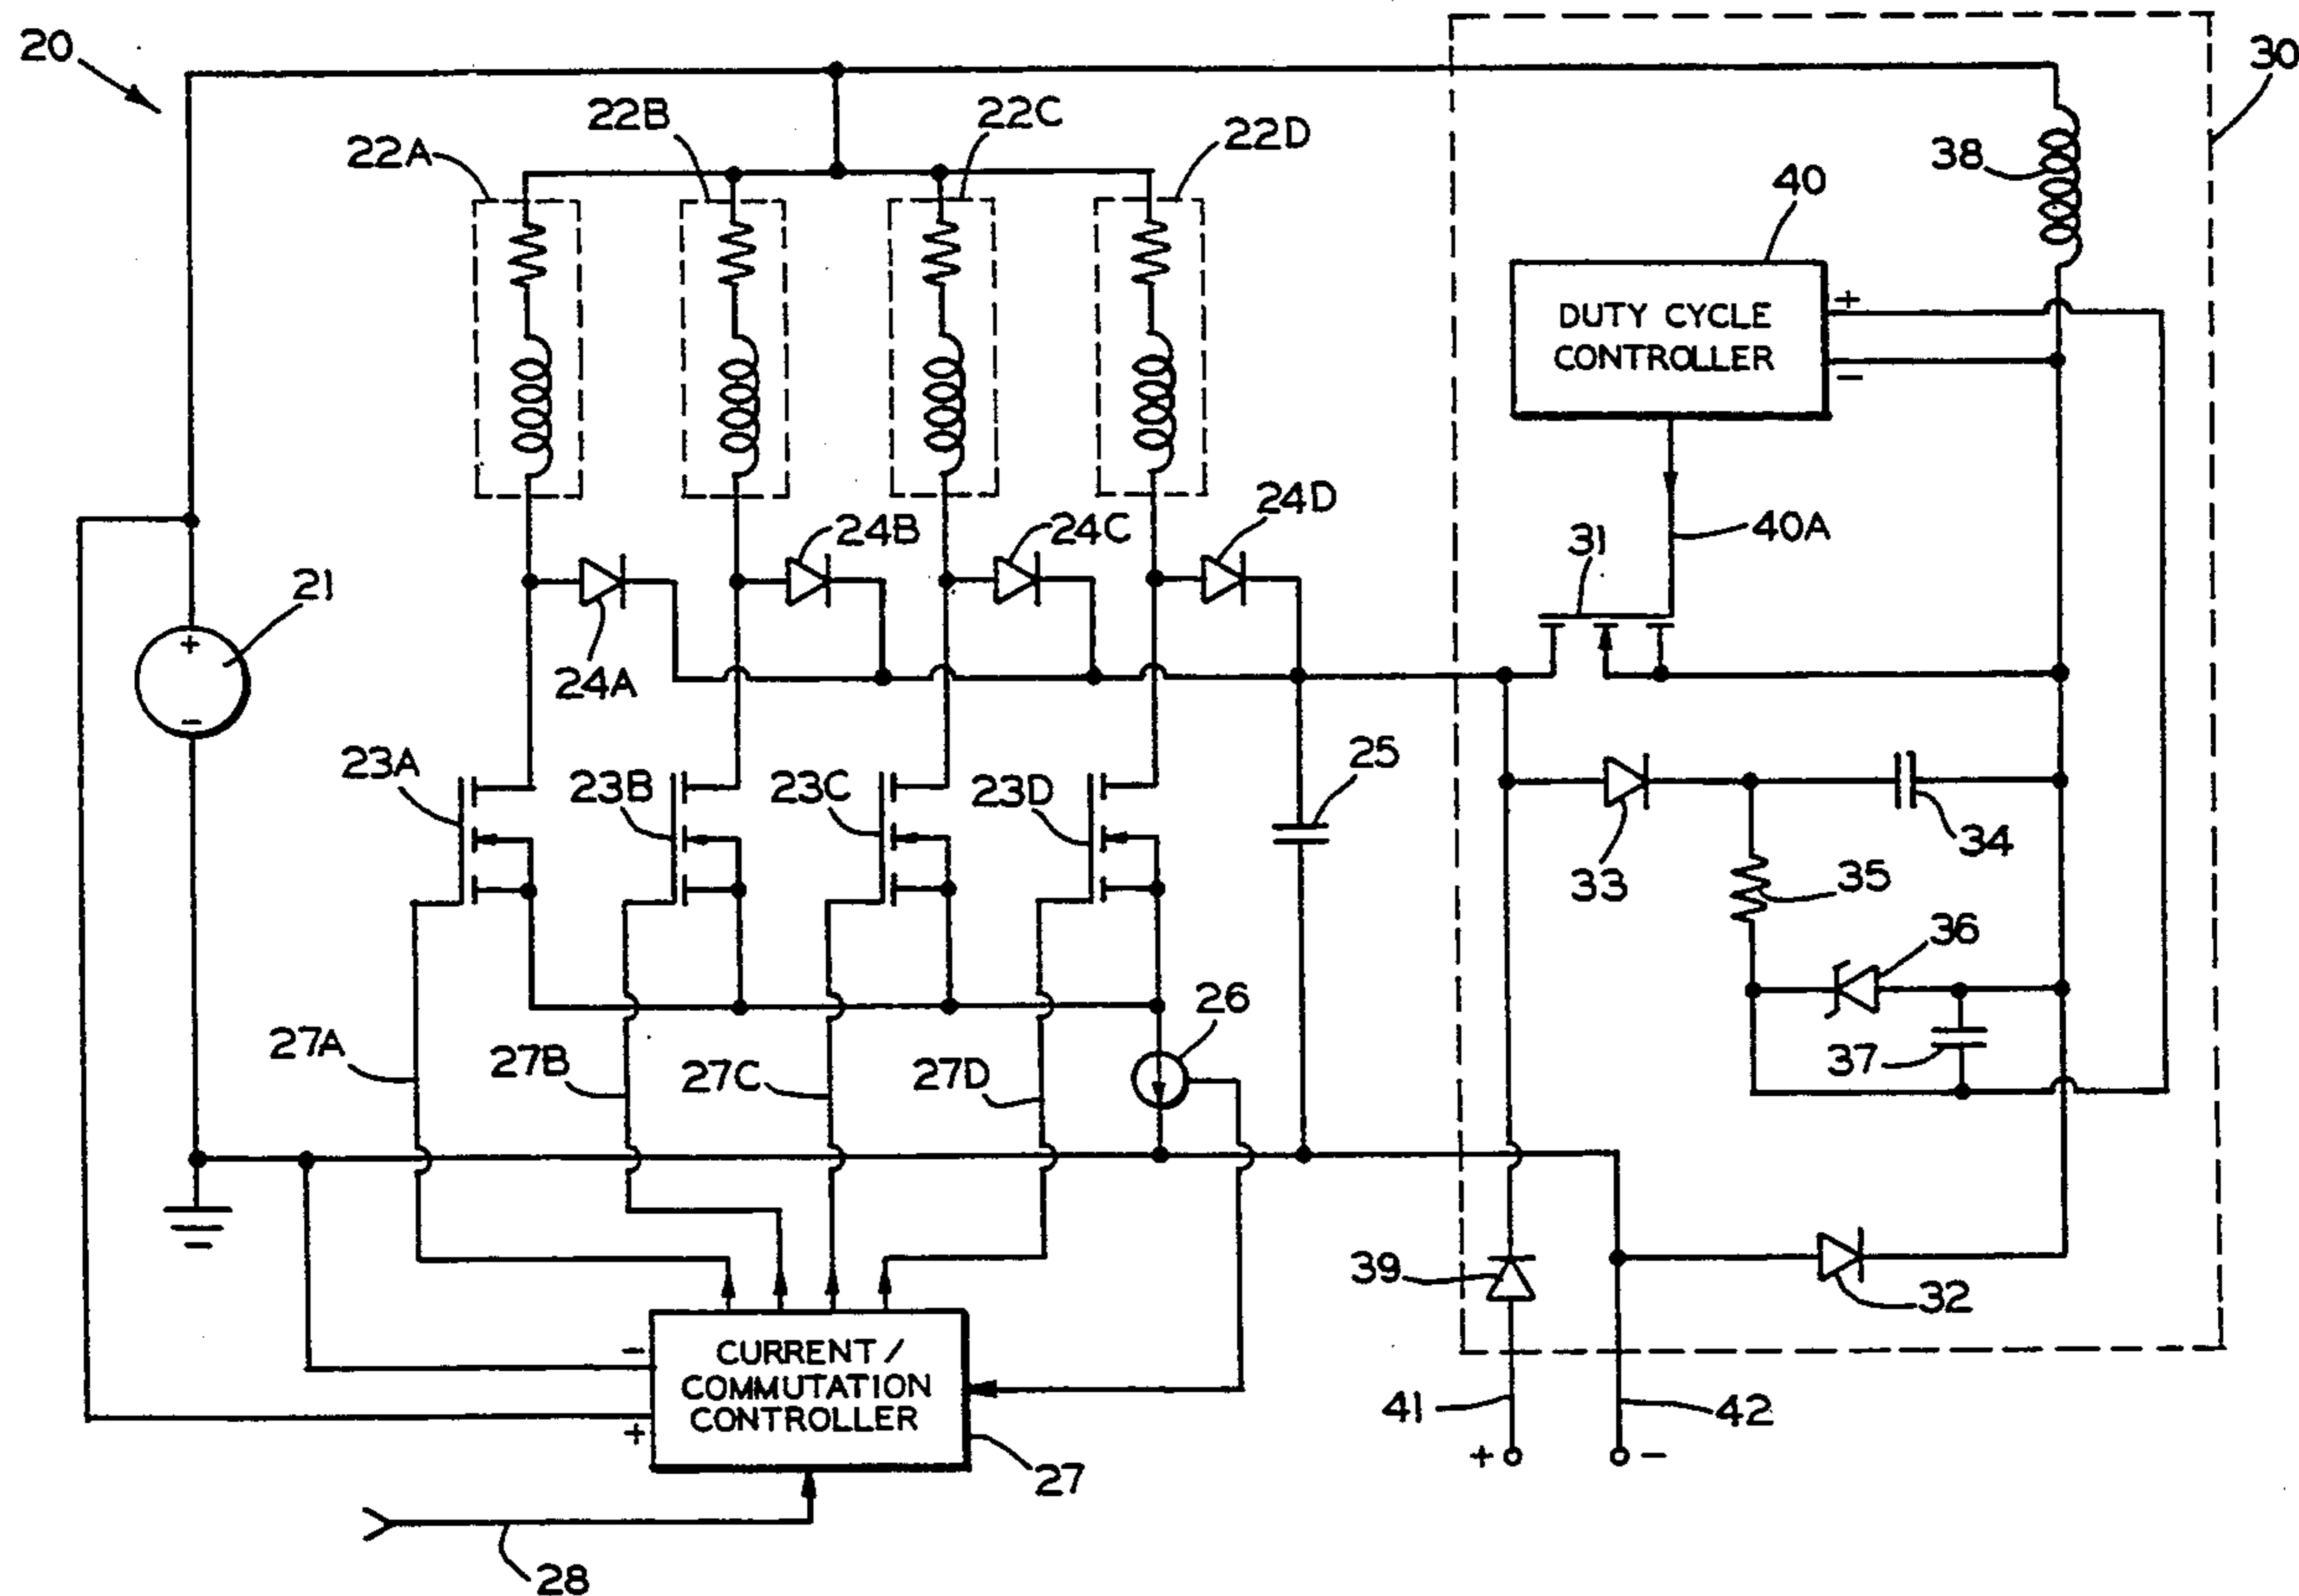 20
30
22A
22B
22C
22D
38
40
+
-
DUTY CYCLE
CONTROLLER
24B
24C
24D
31
40A
21
+
-
24A
23A
23B
23C
23D
25
33
34
35
36
26
27A
27B
27C
27D
37
39
32
-
+
CURRENT /
COMMUTATION
CONTROLLER
41
42
+
-
27
28